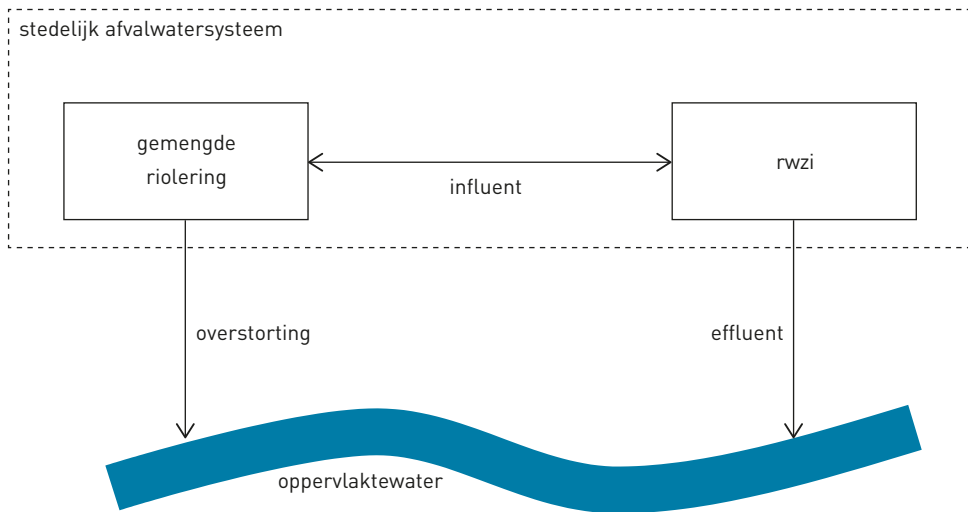 stedelijk afvalwatersysteem
gemengde
riolering
rwzi
influent
overstorting
effluent
oppervlaktewater